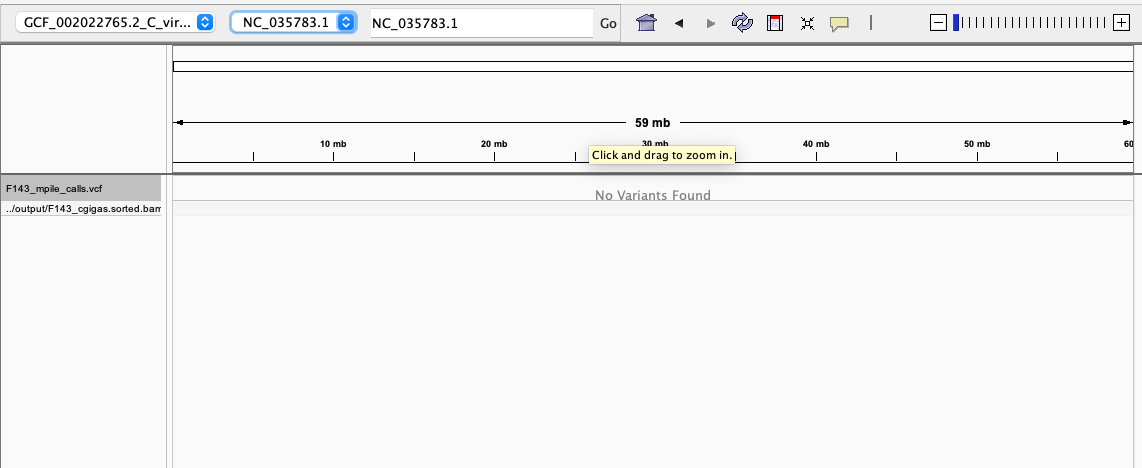 GCF_002022765.2_C_vir... NC_035783.1 NC_035783.1 Go
59 mb
10 mb 20 mb 30 mb 40 mb 50 mb 60
Click and drag to zoom in.
F143_mpile_calls.vcf
No Variants Found
../output/F143_cgigas.sorted.bam